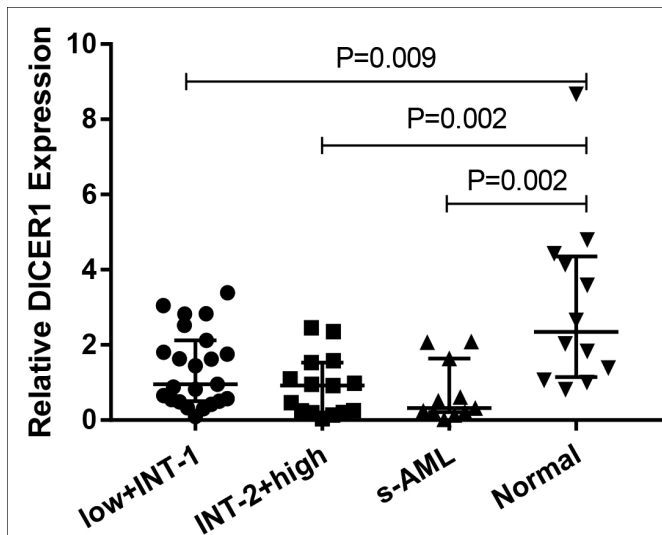 Relative DICER1 Expression
10
8
6
4
2
0
P=0.009
P=0.002
P=0.002
low+INT-1
INT-2+high
s-AML
Normal